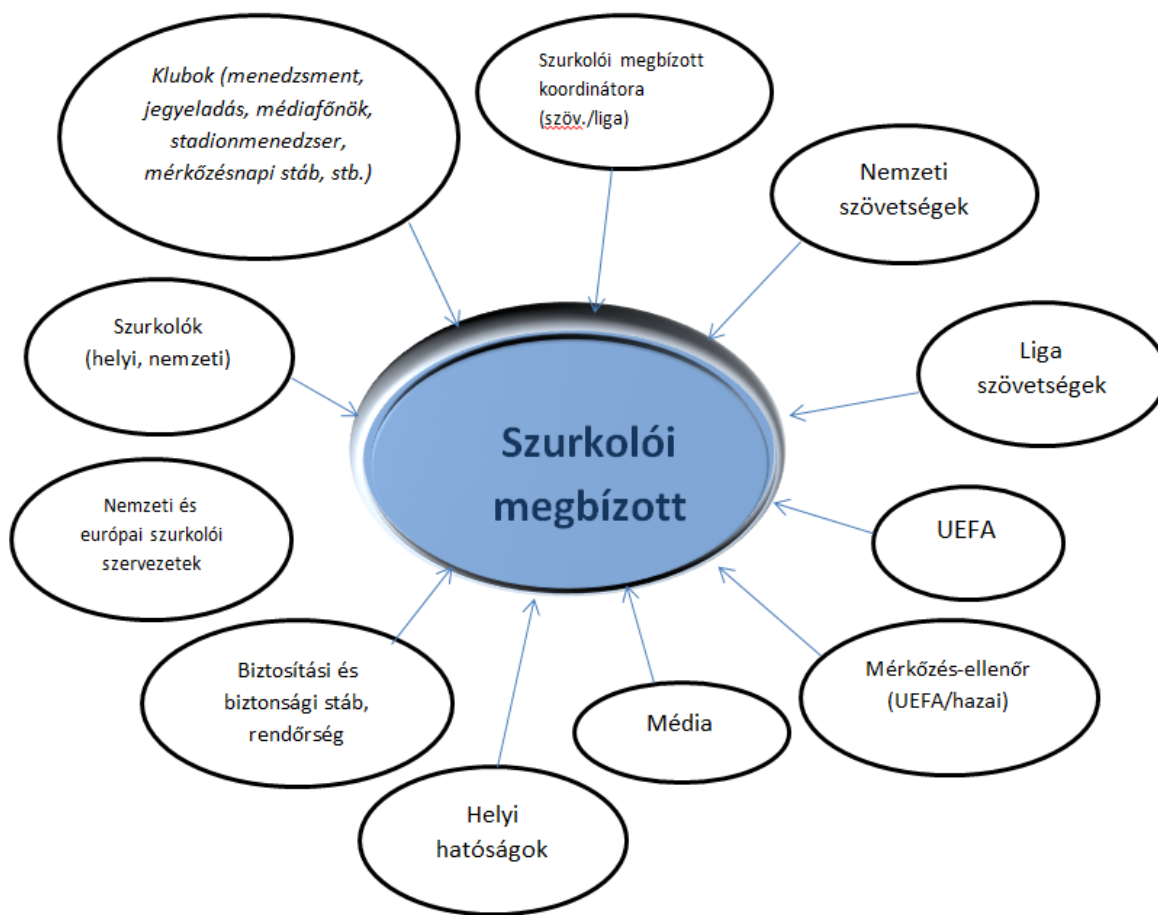 Klubok (menedzsment,
jegyeladás, médiafőnök,
stadionmenedzser,
mérkőzésnapi stáb, stb.)
Szurkolói megbízott
koordinátora
(szöv./liga)
Nemzeti
szövetségek
Szurkolók
(helyi, nemzeti)
Liga
szövetségek
Szurkolói
megbízott
Nemzeti és
európai szurkolói
szervezetek
UEFA
Biztosítási és
biztonsági stáb,
rendőrség
Mérkőzés-ellenőr
(UEFA/hazai)
Média
Helyi
hatóságok